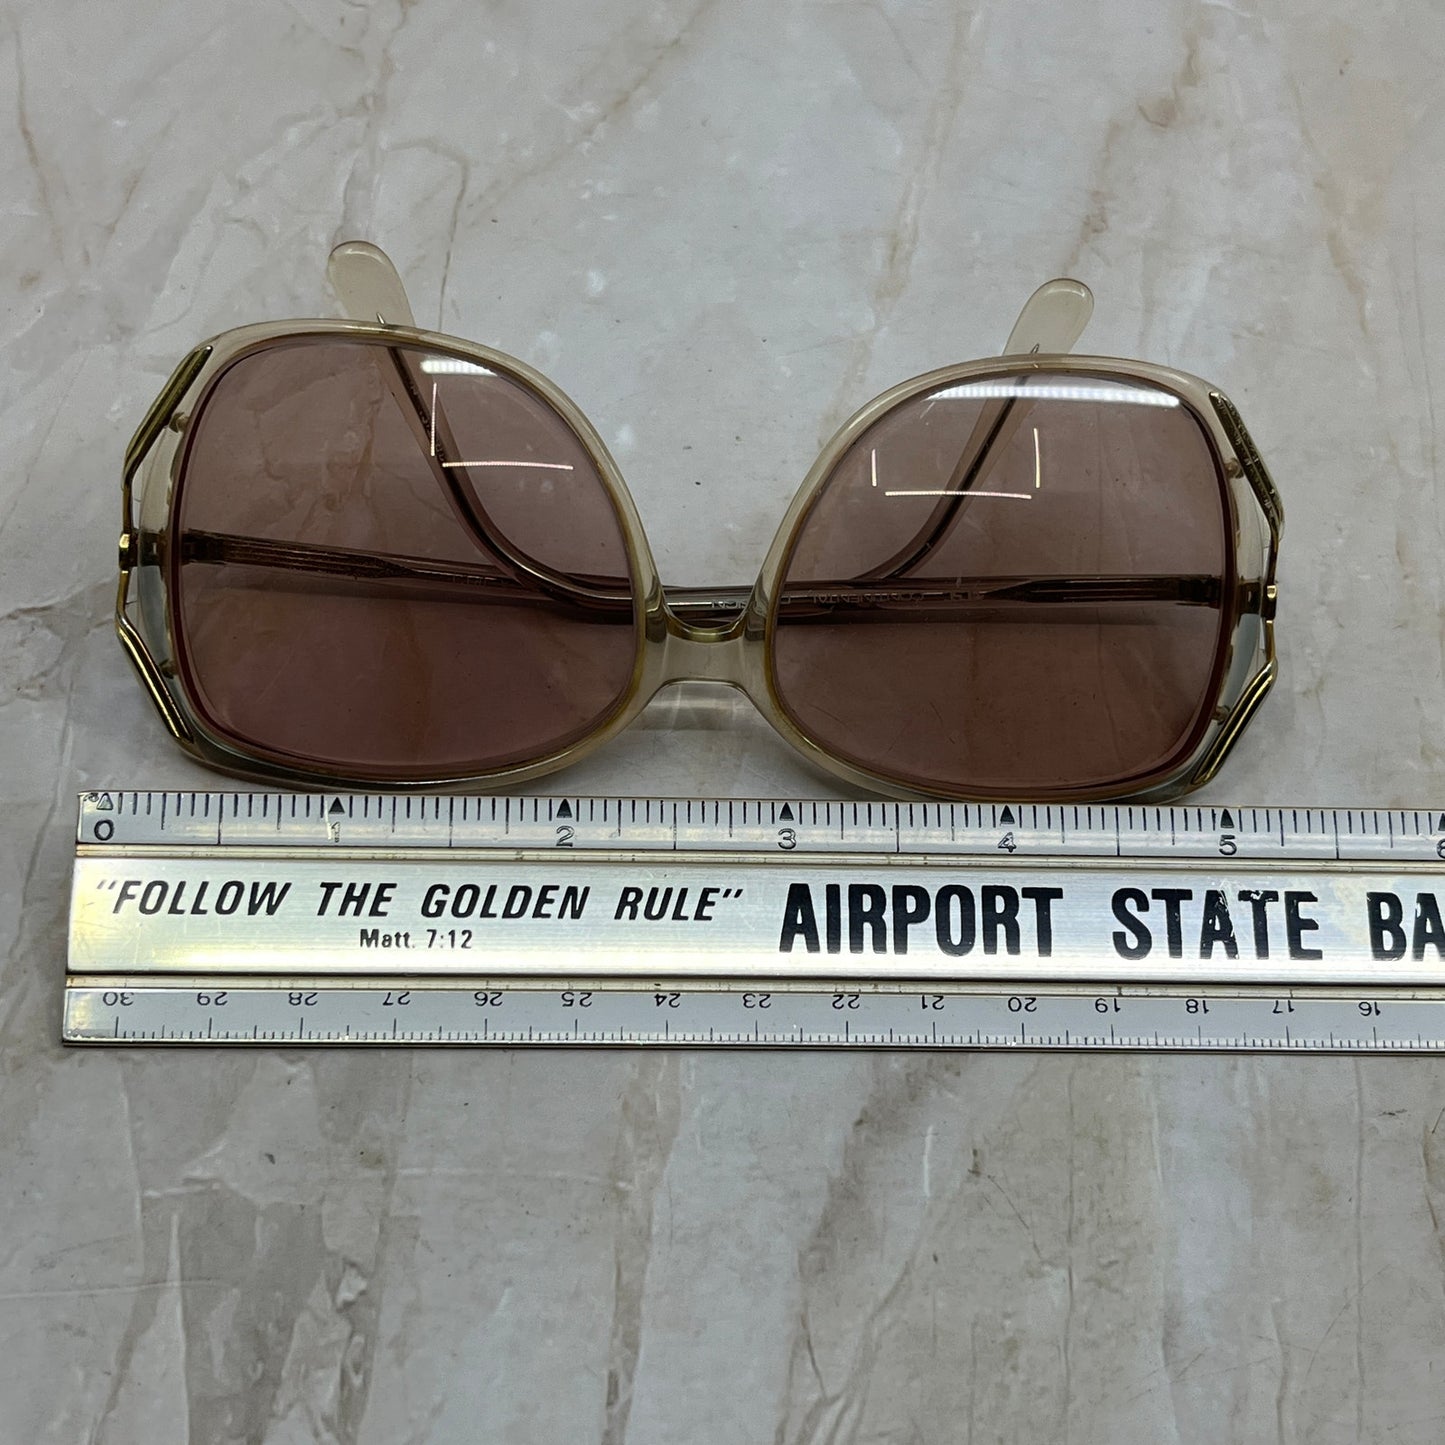 CONTINENTAL
0 1 2 3 4 5 6
"FOLLOW THE GOLDEN RULE" AIRPORT STATE BA
Matt. 7:12
30 29 28 27 26 25 24 23 22 21 20 19 18 17 16